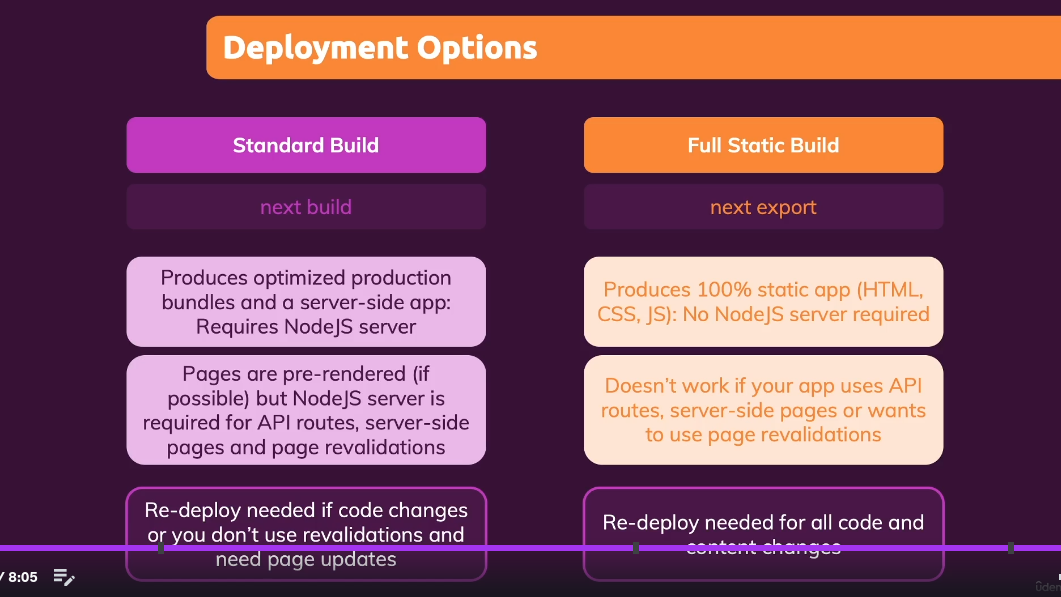 Deployment Options
Standard Build
next build
Produces optimized production
bundles and a server-side app:
Requires NodeJS server
Pages are pre-rendered (if
possible) but NodeJS server is
required for API routes, server-side
pages and page revalidations
Re-deploy needed if code changes
or you don't use revalidations and
need page updates
Full Static Build
next export
Produces 100% static app (HTML,
CSS, JS): No NodeJS server required
Doesn't work if your app uses API
routes, server-side pages or wants
to use page revalidations
Re-deploy needed for all code and
content changes
/ 8:05